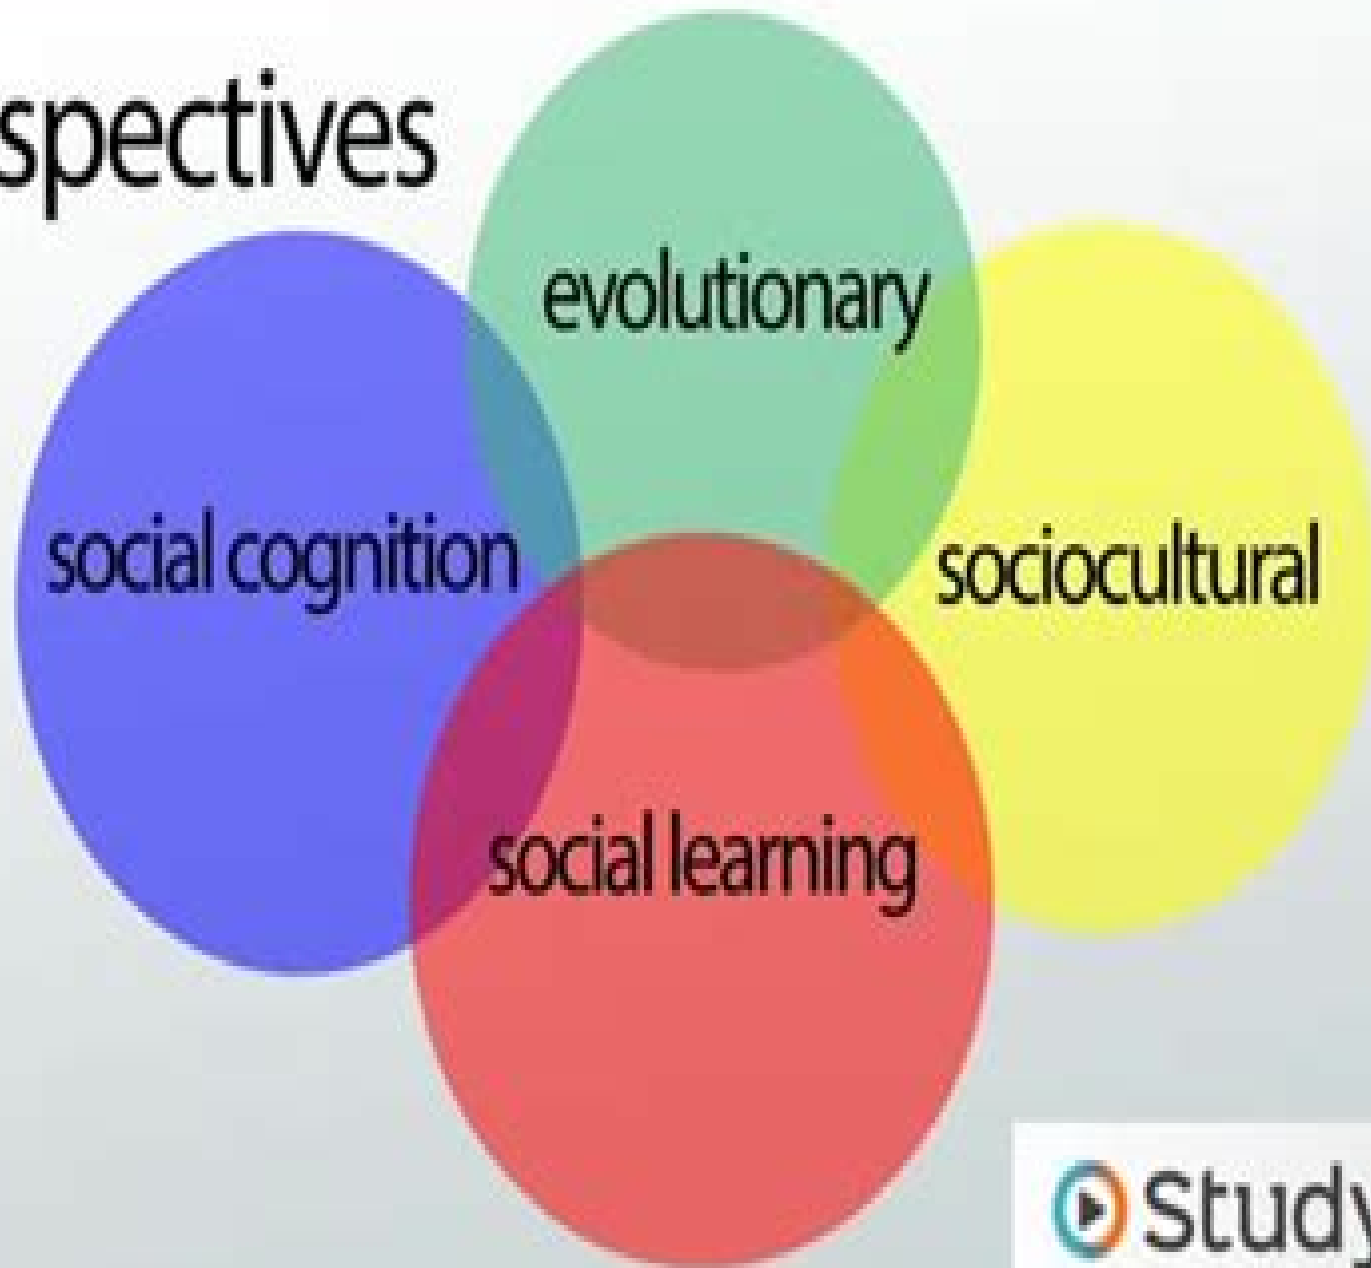 spectives
evolutionary
social cognition
sociocultural
social learning
Study